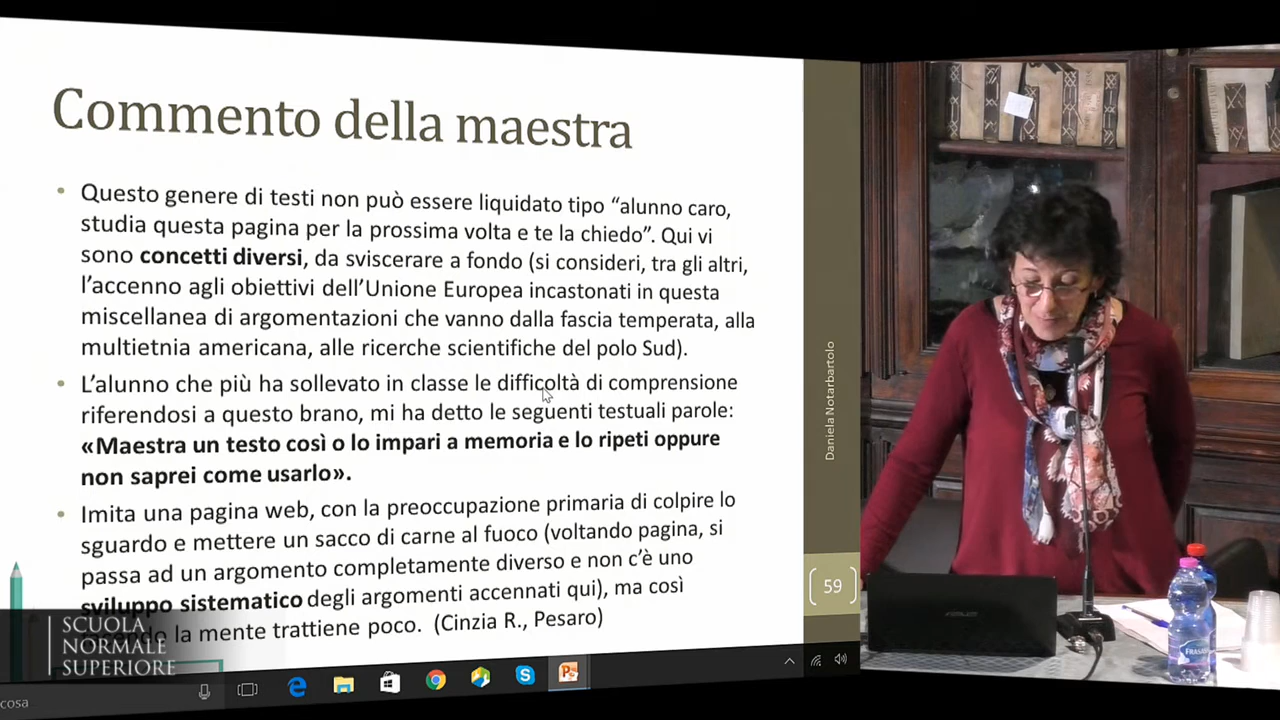 Commento della maestra
• Questo genere di testi non può essere liquidato tipo “alunno caro,
studia questa pagina per la prossima volta e te la chiedo”. Qui vi
sono concetti diversi, da sviscerare a fondo (si consideri, tra gli altri,
l’accenno agli obiettivi dell’Unione Europea incastonati in questa
miscellanea di argomentazioni che vanno dalla fascia temperata, alla
multietnia americana, alle ricerche scientifiche del polo Sud).
• L’alunno che più ha sollevato in classe le difficoltà di comprensione
riferendosi a questo brano, mi ha detto le seguenti testuali parole:
«Maestra un testo così o lo impari a memoria e lo ripeti oppure
non saprei come usarlo».
• Imita una pagina web, con la preoccupazione primaria di colpire lo
sguardo e mettere un sacco di carne al fuoco (voltando pagina, si
passa ad un argomento completamente diverso e non c’è uno
sviluppo sistematico degli argomenti accennati qui), ma così
facendo la mente trattiene poco. (Cinzia R., Pesaro)
Daniela Notarbartolo
59
SCUOLA
NORMALE
SUPERIORE
cosa
ASUS